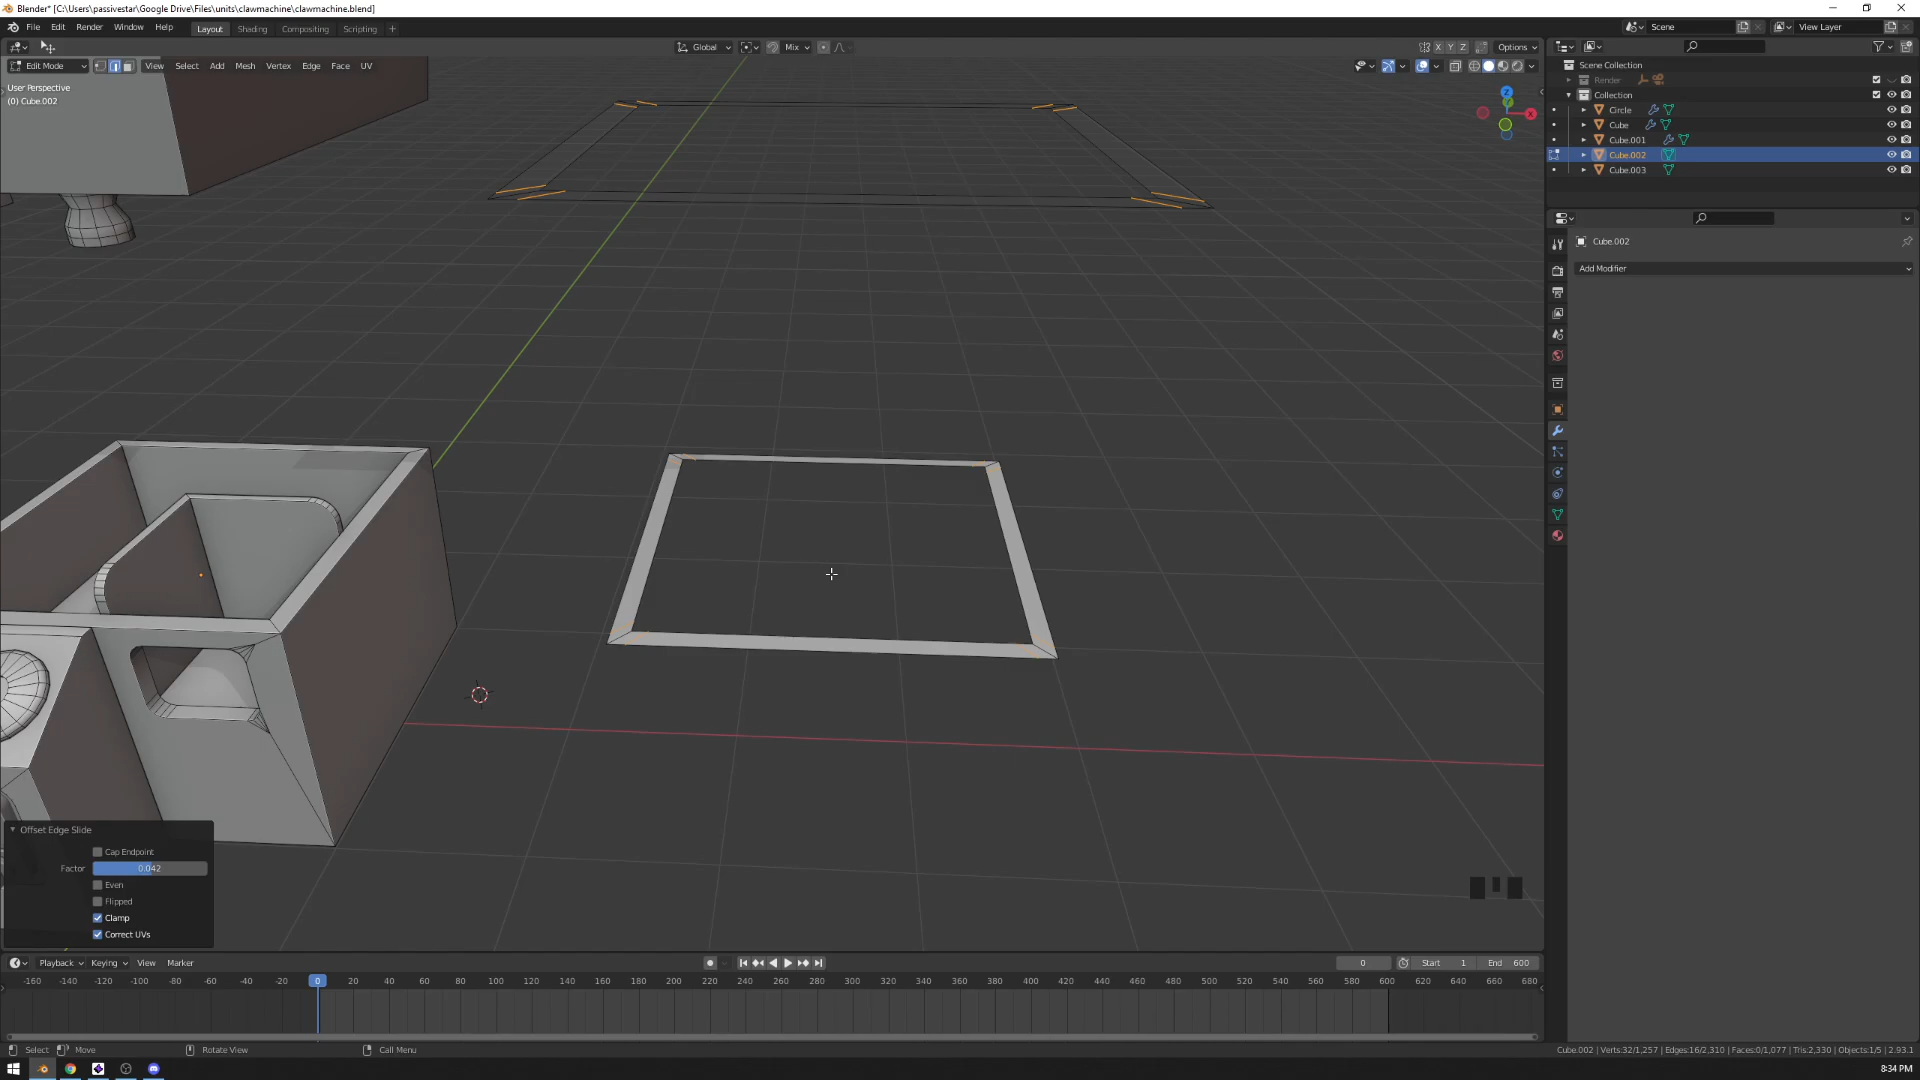 Blender* [C:\Users\passivestar\Google Drive\Files\units\clawmachine\clawmachine.blend]
File Edit Render Window Help Layout Shading Compositing Scripting + Scene View Layer
Global Mix X Y Z Options
Edit Mode View Select Add Mesh Vertex Edge Face UV
User Perspective
(0) Cube.002
Scene Collection
Render
Collection
Circle
Cube
Cube.001
Cube.002
Cube.003
Cube.002
Add Modifier
Z
X
Offset Edge Slide
Cap Endpoint
Factor 0.042
Even
Flipped
Clamp
Correct UVs
Playback Keying View Marker 0 Start 1 End 600
-160 -140 -120 -100 -80 -60 -40 -20 0 20 40 60 80 100 120 140 160 180 200 220 240 260 280 300 320 340 360 380 400 420 440 460 480 500 520 540 560 580 600 620 640 660 680
Select Move Rotate View Call Menu Cube.002 | Verts:32/1,257 | Edges:16/2,310 | Faces:0/1,077 | Tris:2,330 | Objects:1/5 | 2.93.1
8:34 PM